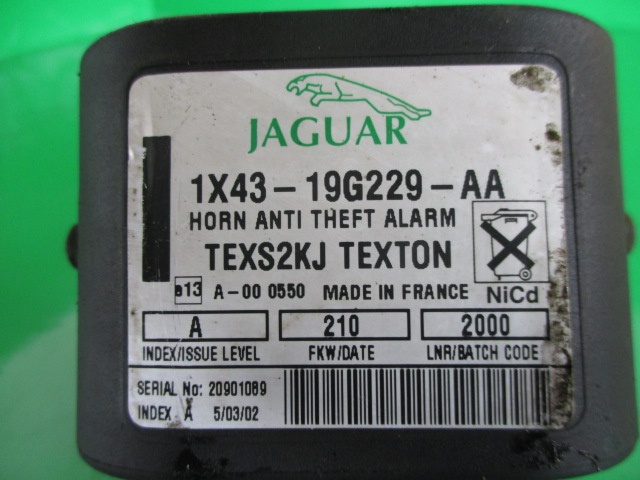 JAGUAR
1X43-19G229-AA
HORN ANTI THEFT ALARM
TEXS2KJ TEXTON
e13 A-00 0550 MADE IN FRANCE NiCd
A 210 2000
INDEX/ISSUE LEVEL FKW/DATE LNR/BATCH CODE
SERIAL No: 20901089
INDEX A 5/03/02